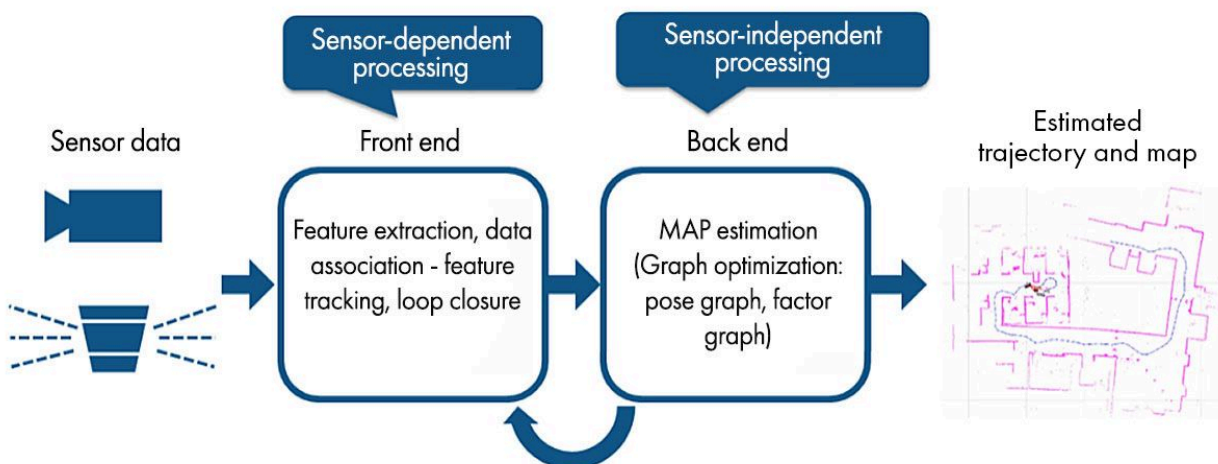 Sensor-dependent
processing
Sensor-independent
processing
Sensor data
Front end
Back end
Estimated
trajectory and map
Feature extraction, data
association - feature
tracking, loop closure
MAP estimation
(Graph optimization:
pose graph, factor
graph)